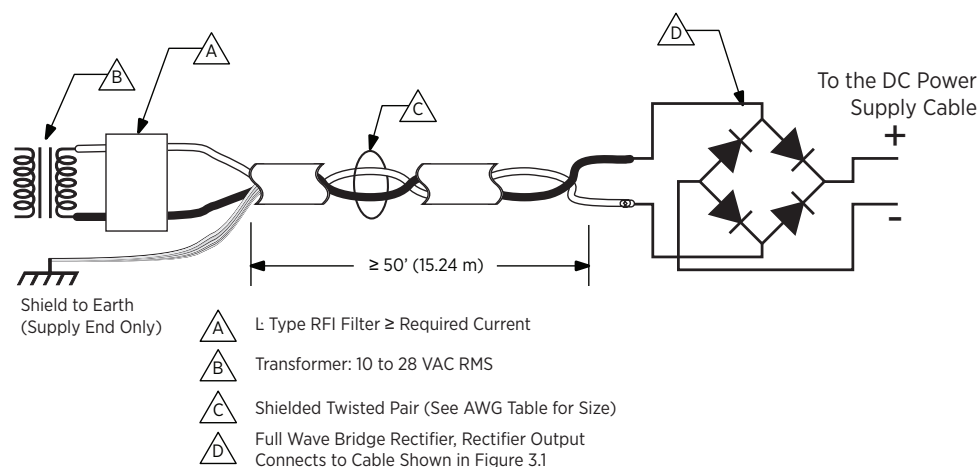 D
A
B
To the DC Power
Supply Cable
C
+
-
≥ 50' (15.24 m)
Shield to Earth
(Supply End Only)
A L- Type RFI Filter ≥ Required Current
B Transformer: 10 to 28 VAC RMS
C Shielded Twisted Pair (See AWG Table for Size)
D Full Wave Bridge Rectifier, Rectifier Output
Connects to Cable Shown in Figure 3.1